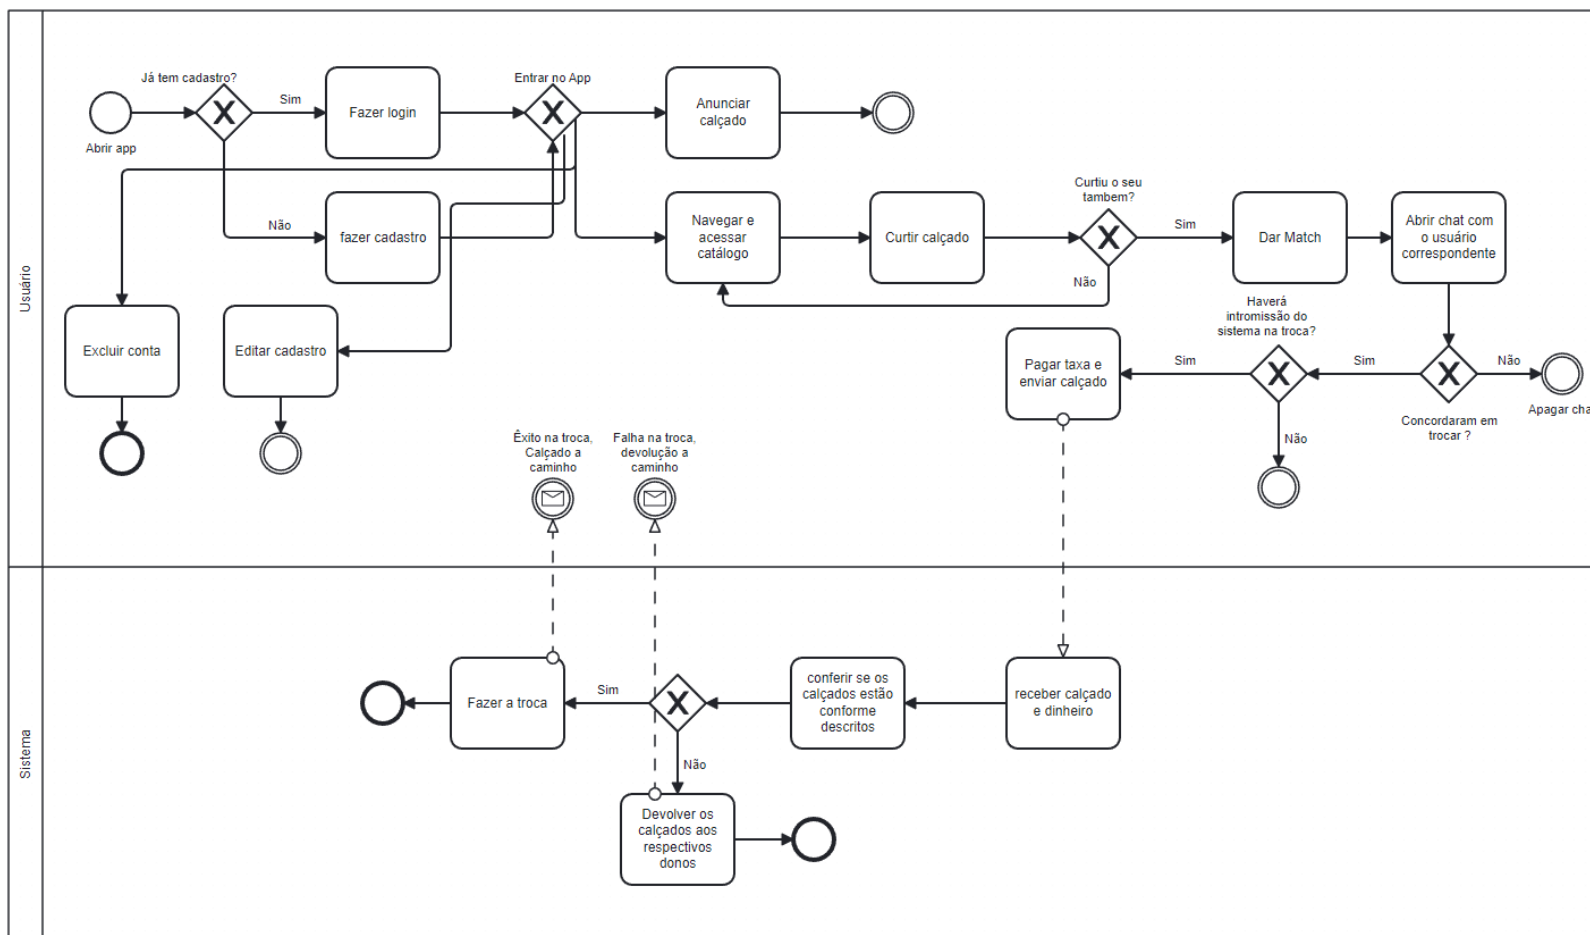 Usuário
Já tem cadastro?
Entrar no App
Abrir app
Sim
Fazer login
Anunciar
calçado
Não
fazer cadastro
Navegar e
acessar
catálogo
Curtir calçado
Curtiu o seu
tambem?
Sim
Não
Dar Match
Abrir chat com
o usuário
correspondente
Excluir conta
Editar cadastro
Haverá
intromissão do
sistema na troca?
Pagar taxa e
enviar calçado
Sim
Sim
Não
Apagar cha
Concordaram em
trocar ?
Não
Êxito na troca,
Calçado a
caminho
Falha na troca,
devolução a
caminho
Sistema
Fazer a troca
Sim
conferir se os
calçados estão
conforme
descritos
receber calçado
e dinheiro
Não
Devolver os
calçados aos
respectivos
donos